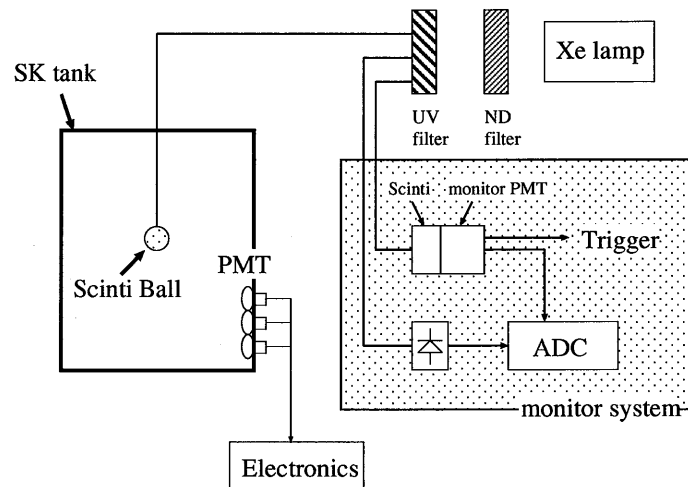 SK tank
Scinti Ball
PMT
Electronics
UV
filter
ND
filter
Xe lamp
Scinti
monitor PMT
Trigger
ADC
monitor system